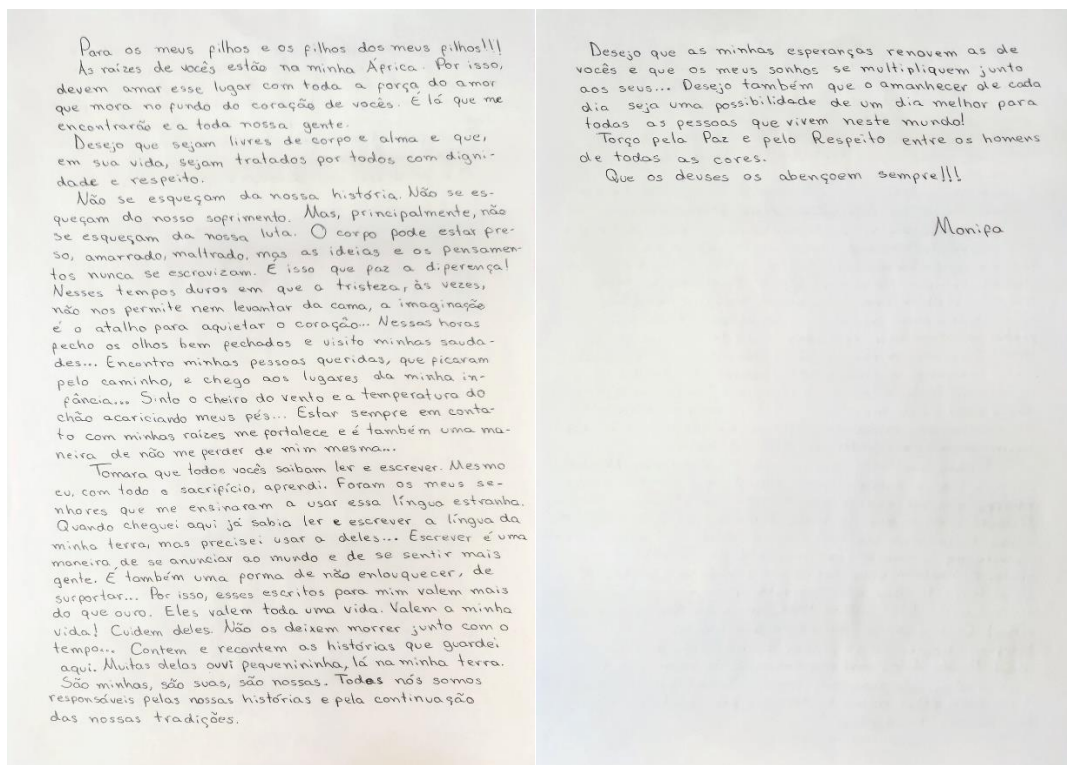 Para os meus filhos e os filhos dos meus filhos!!!
As raízes de vocês estão na minha África. Por isso,
devem amar esse lugar com toda a força do amor
que mora no fundo do coração de vocês. É lá que me
encontrarão e a toda nossa gente.
Desejo que sejam livres de corpo e alma e que,
em sua vida, sejam tratados por todos com digni-
dade e respeito.
Não se esqueçam da nossa história. Não se es-
queçam do nosso sofrimento. Mas, principalmente, não
se esqueçam da nossa luta. O corpo pode estar pre-
so, amarrado, maltrado, mas as ideias e os pensamen-
tos nunca se escravizam. É isso que faz a diferença!
Nesses tempos duros em que a tristeza, às vezes,
não nos permite nem levantar da cama, a imaginação
é o atalho para aquietar o coração... Nessas horas
fecho os olhos bem fechados e visito minhas sauda-
des... Encontro minhas pessoas queridas, que ficaram
pelo caminho, e chego aos lugares da minha in-
fância... Sinto o cheiro do vento e a temperatura do
chão acariciando meus pés... Estar sempre em conta-
to com minhas raízes me fortalece e é também uma ma-
neira de não me perder de mim mesma...
Tomara que todos vocês saibam ler e escrever. Mesmo
eu, com todo o sacrifício, aprendi. Foram os meus se-
nhores que me ensinaram a usar essa língua estranha.
Quando cheguei aqui já sabia ler e escrever a língua da
minha terra, mas precisei usar a deles... Escrever é uma
maneira de se anunciar ao mundo e de se sentir mais
gente. É também uma forma de não enlouquecer, de
surportar... Por isso, esses escritos para mim valem mais
do que ouro. Eles valem toda uma vida. Valem a minha
vida! Cuidem deles. Não os deixem morrer junto com o
tempo... Contem e recontem as histórias que guardei
aqui. Muitas delas ouvi pequenininha, lá na minha terra.
São minhas, são suas, são nossas. Todos nós somos
responsáveis pelas nossas histórias e pela continuação
das nossas tradições.
Desejo que as minhas esperanças renovem as de
vocês e que os meus sonhos se multipliquem junto
aos seus... Desejo também que o amanhecer de cada
dia seja uma possibilidade de um dia melhor para
todas as pessoas que vivem neste mundo!
Torço pela Paz e pelo Respeito entre os homens
de todas as cores.
Que os deuses os abençoem sempre!!!
Monifa